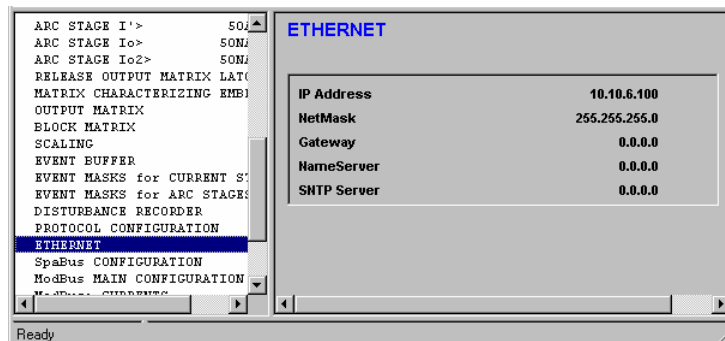 ARC STAGE I'>
ARC STAGE Io> 50N
ARC STAGE Io2> 50N
RELEASE OUTPUT MATRIX
MATRIX CHARACTERIZING
OUTPUT MATRIX
BLOCK MATRIX
SCALING
EVENT BUFFER
EVENT MASKS for CURRENT
EVENT MASKS for ARC STAGES
DISTURBANCE RECORDER
PROTOCOL CONFIGURATION
ETHERNET
SpaBus CONFIGURATION
ModBus MAIN CONFIGURATION
ETHERNET
IP Address 10.10.6.100
NetMask 255.255.255.0
Gateway 0.0.0.0
NameServer 0.0.0.0
SNTP Server 0.0.0.0
Ready